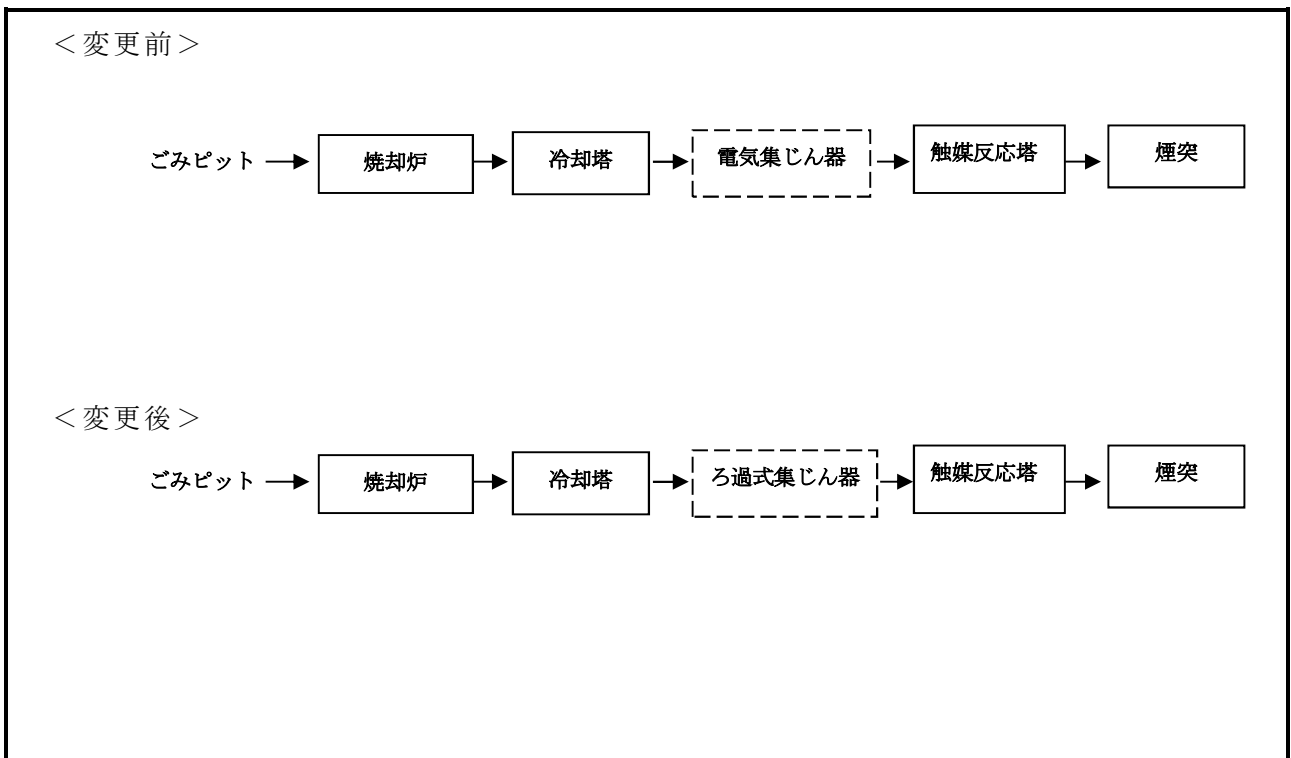 ＜変更前＞
ごみピット 焼却炉 冷却塔 電気集じん器 触媒反応塔 煙突
＜変更後＞
ごみピット 焼却炉 冷却塔 ろ過式集じん器 触媒反応塔 煙突